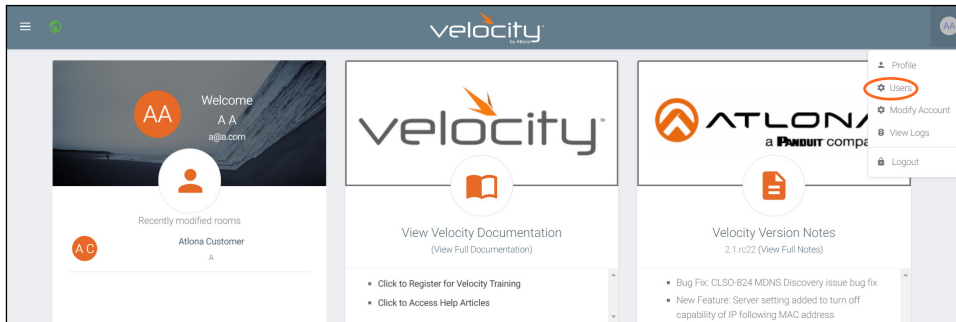 velocity
by Atlona
AA
Profile
Users
Modify Account
View Logs
Logout
AA
Welcome
A A
a@a.com
Recently modified rooms
A C
Atlona Customer
A
velocity
View Velocity Documentation
(View Full Documentation)
Click to Register for Velocity Training
Click to Access Help Articles
ATLONA
a PANDUIT compa
Velocity Version Notes
2.1.rc22 (View Full Notes)
Bug Fix: CLSO-824 MDNS Discovery issue bug fix
New Feature: Server setting added to turn off
capability of IP following MAC address